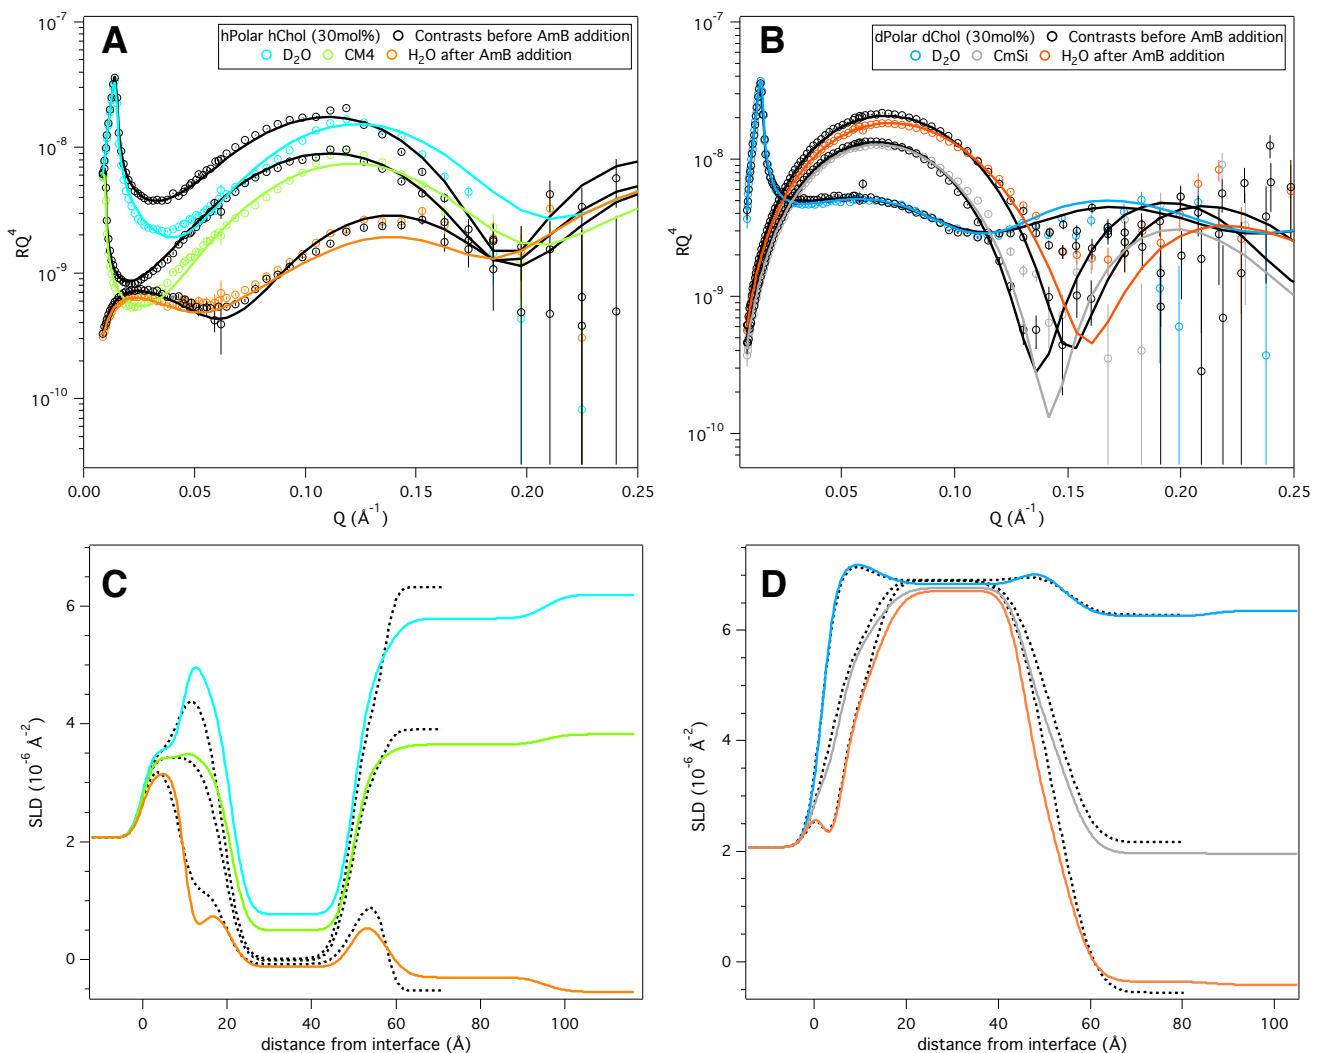 A
hPolar hChol (30mol%) Contrasts before AmB addition
D2O CM4 H2O after AmB addition
10^-7
10^-8
10^-9
10^-10
RQ^4
0.00 0.05 0.10 0.15 0.20 0.25
Q (Å^-1)
B
dPolar dChol (30mol%) Contrasts before AmB addition
D2O CmSi H2O after AmB addition
10^-7
10^-8
10^-9
10^-10
RQ^4
0.05 0.10 0.15 0.20 0.25
Q (Å^-1)
C
6
4
2
0
SLD (10^-6 Å^-2)
0 20 40 60 80 100
distance from interface (Å)
D
6
4
2
0
SLD (10^-6 Å^-2)
0 20 40 60 80 100
distance from interface (Å)